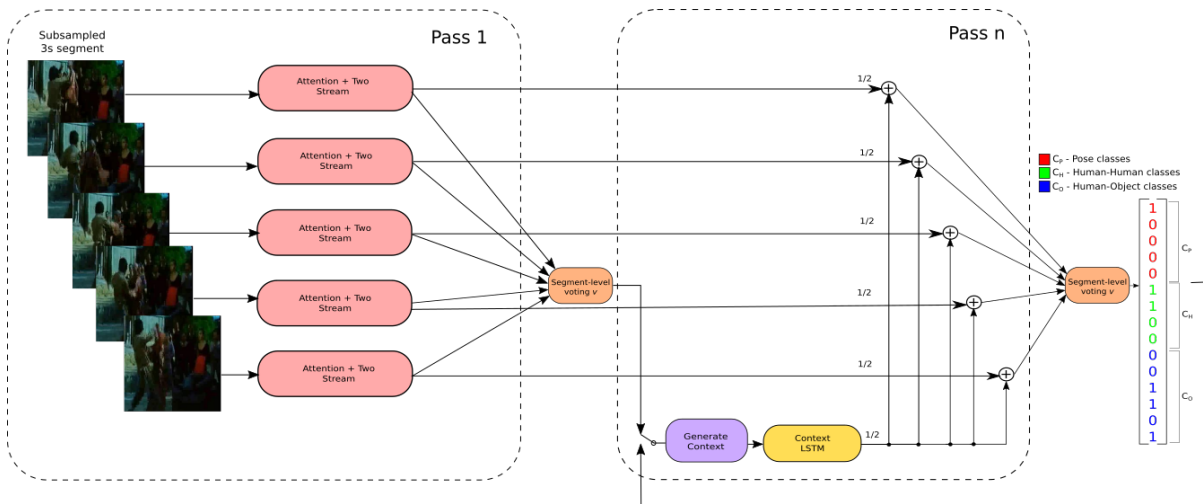 Subsampled
3s segment
Pass 1
Attention + Two
Stream
Attention + Two
Stream
Attention + Two
Stream
Attention + Two
Stream
Attention + Two
Stream
Segment-level
voting v
Pass n
1/2
1/2
1/2
1/2
1/2
Generate
Context
Context
LSTM
1/2
Segment-level
voting v
C_P - Pose classes
C_H - Human-Human classes
C_O - Human-Object classes
1
0
0
0
0
1
1
0
0
0
0
1
1
0
1
C_P
C_H
C_O